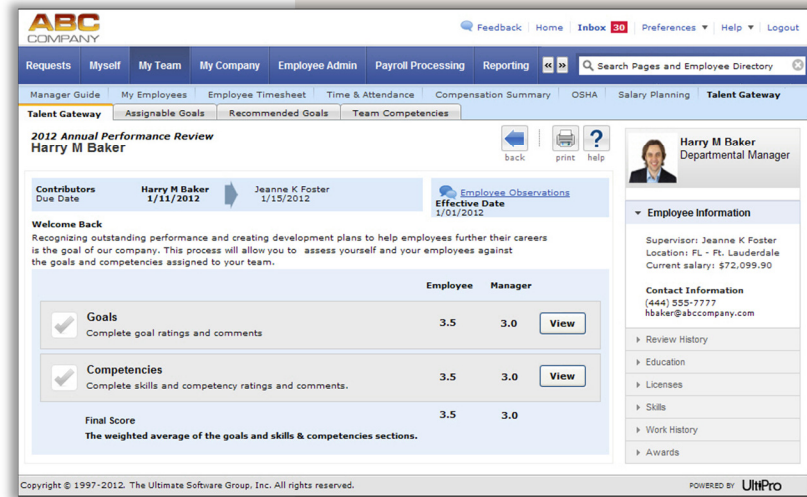 ABC
COMPANY
Feedback Home Inbox 30 Preferences Help Logout
Requests Myself My Team My Company Employee Admin Payroll Processing Reporting « » Search Pages and Employee Directory
Manager Guide My Employees Employee Timesheet Time & Attendance Compensation Summary OSHA Salary Planning Talent Gateway
Talent Gateway Assignable Goals Recommended Goals Team Competencies
2012 Annual Performance Review
Harry M Baker
back print ? help
Harry M Baker
Departmental Manager
Contributors Harry M Baker Jeanne K Foster
Due Date 1/11/2012 1/15/2012
Employee Observations
Effective Date
1/01/2012
Welcome Back
Recognizing outstanding performance and creating development plans to help employees further their careers
is the goal of our company. This process will allow you to assess yourself and your employees against
the goals and competencies assigned to your team.
Employee Manager
Goals
Complete goal ratings and comments
3.5 3.0 View
Competencies
Complete skills and competency ratings and comments.
3.5 3.0 View
Final Score 3.5 3.0
The weighted average of the goals and skills & competencies sections.
Employee Information
Supervisor: Jeanne K Foster
Location: FL - Ft. Lauderdale
Current salary: $72,099.90
Contact Information
(444) 555-7777
hbaker@abccompany.com
Review History
Education
Licenses
Skills
Work History
Awards
Copyright © 1997-2012. The Ultimate Software Group, Inc. All rights reserved.
POWERED BY UltiPro